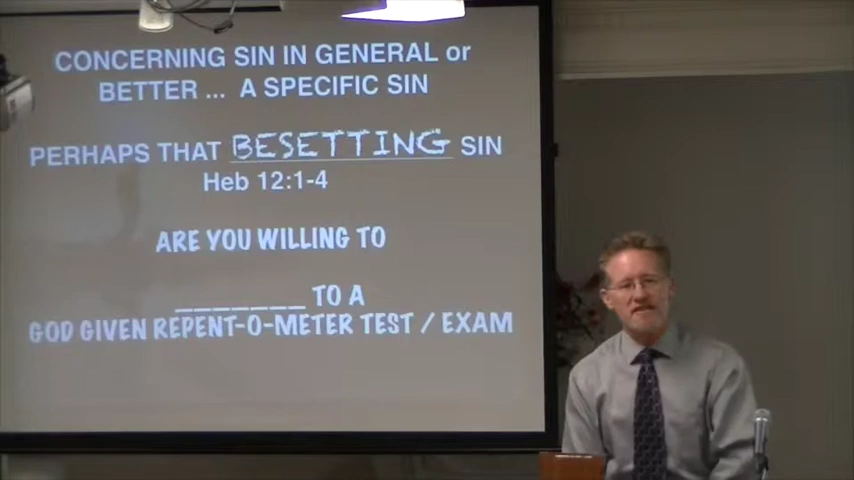 CONCERNING SIN IN GENERAL or
BETTER ... A SPECIFIC SIN
PERHAPS THAT BESETTING SIN
Heb 12:1-4
ARE YOU WILLING TO
________ TO A
GOD GIVEN REPENT-O-METER TEST / EXAM